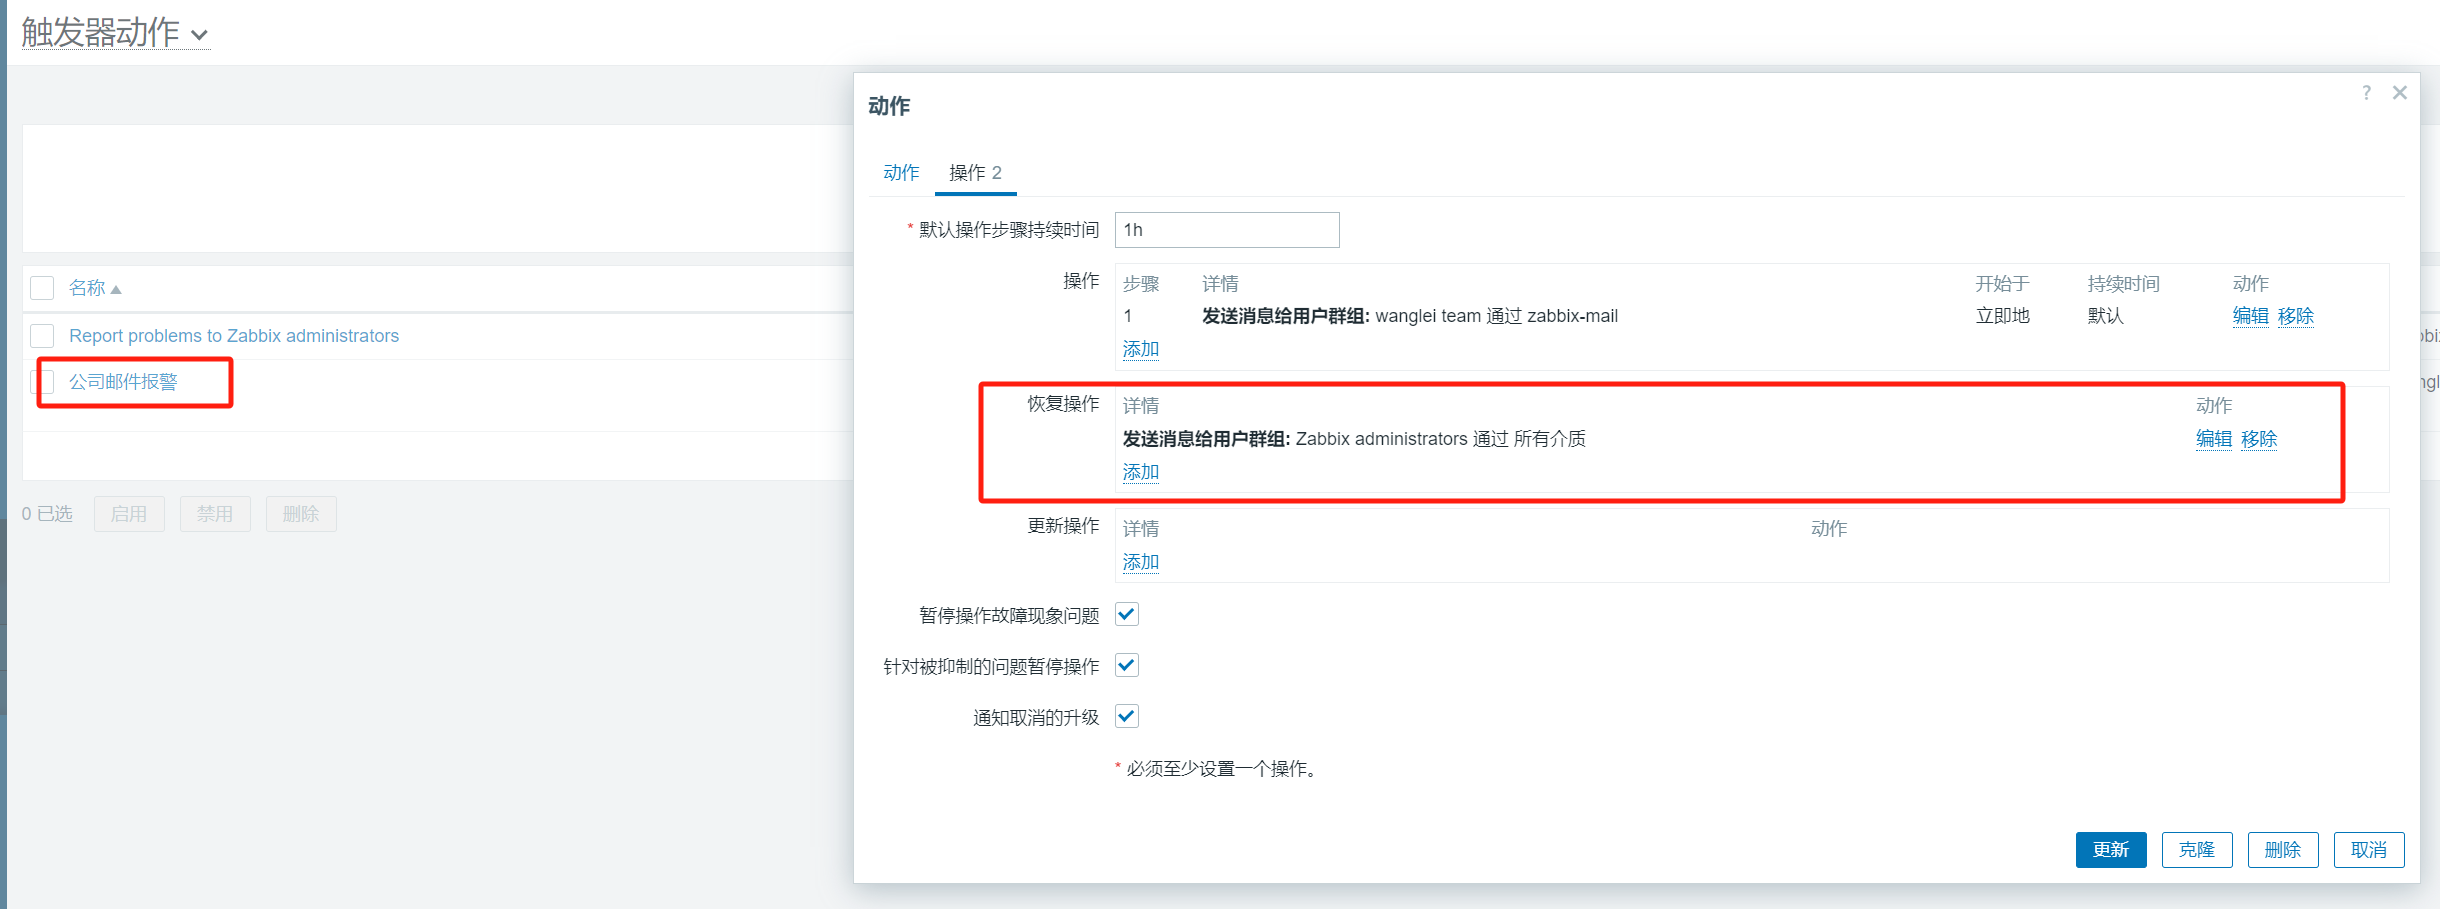 触发器动作
动作
?
动作 操作 2
* 默认操作步骤持续时间 1h
操作 步骤 详情 开始于 持续时间 动作
1 发送消息给用户群组: wanglei team 通过 zabbix-mail 立即地 默认 编辑 移除
添加
恢复操作 详情 动作
发送消息给用户群组: Zabbix administrators 通过 所有介质 编辑 移除
添加
更新操作 详情 动作
添加
暂停操作故障现象问题
针对被抑制的问题暂停操作
通知取消的升级
* 必须至少设置一个操作。
更新 克隆 删除 取消
名称
Report problems to Zabbix administrators
公司邮件报警
0 已选 启用 禁用 删除